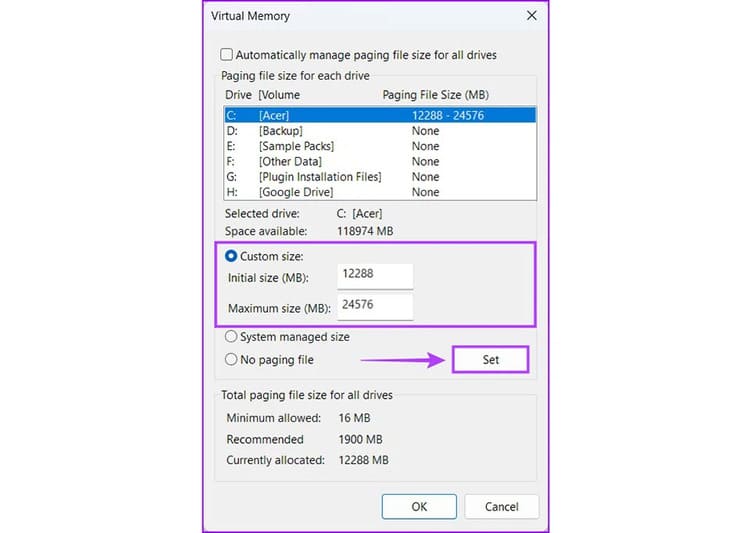 Virtual Memory
Automatically manage paging file size for all drives
Paging file size for each drive
Drive [Volume Paging File Size (MB)
C: [Acer] 12288 - 24576
D: [Backup] None
E: [Sample Packs] None
F: [Other Data] None
G: [Plugin Installation Files] None
H: [Google Drive] None
Selected drive: C: [Acer]
Space available: 118974 MB
Custom size:
Initial size (MB): 12288
Maximum size (MB): 24576
System managed size
No paging file Set
Total paging file size for all drives
Minimum allowed: 16 MB
Recommended 1900 MB
Currently allocated: 12288 MB
OK Cancel